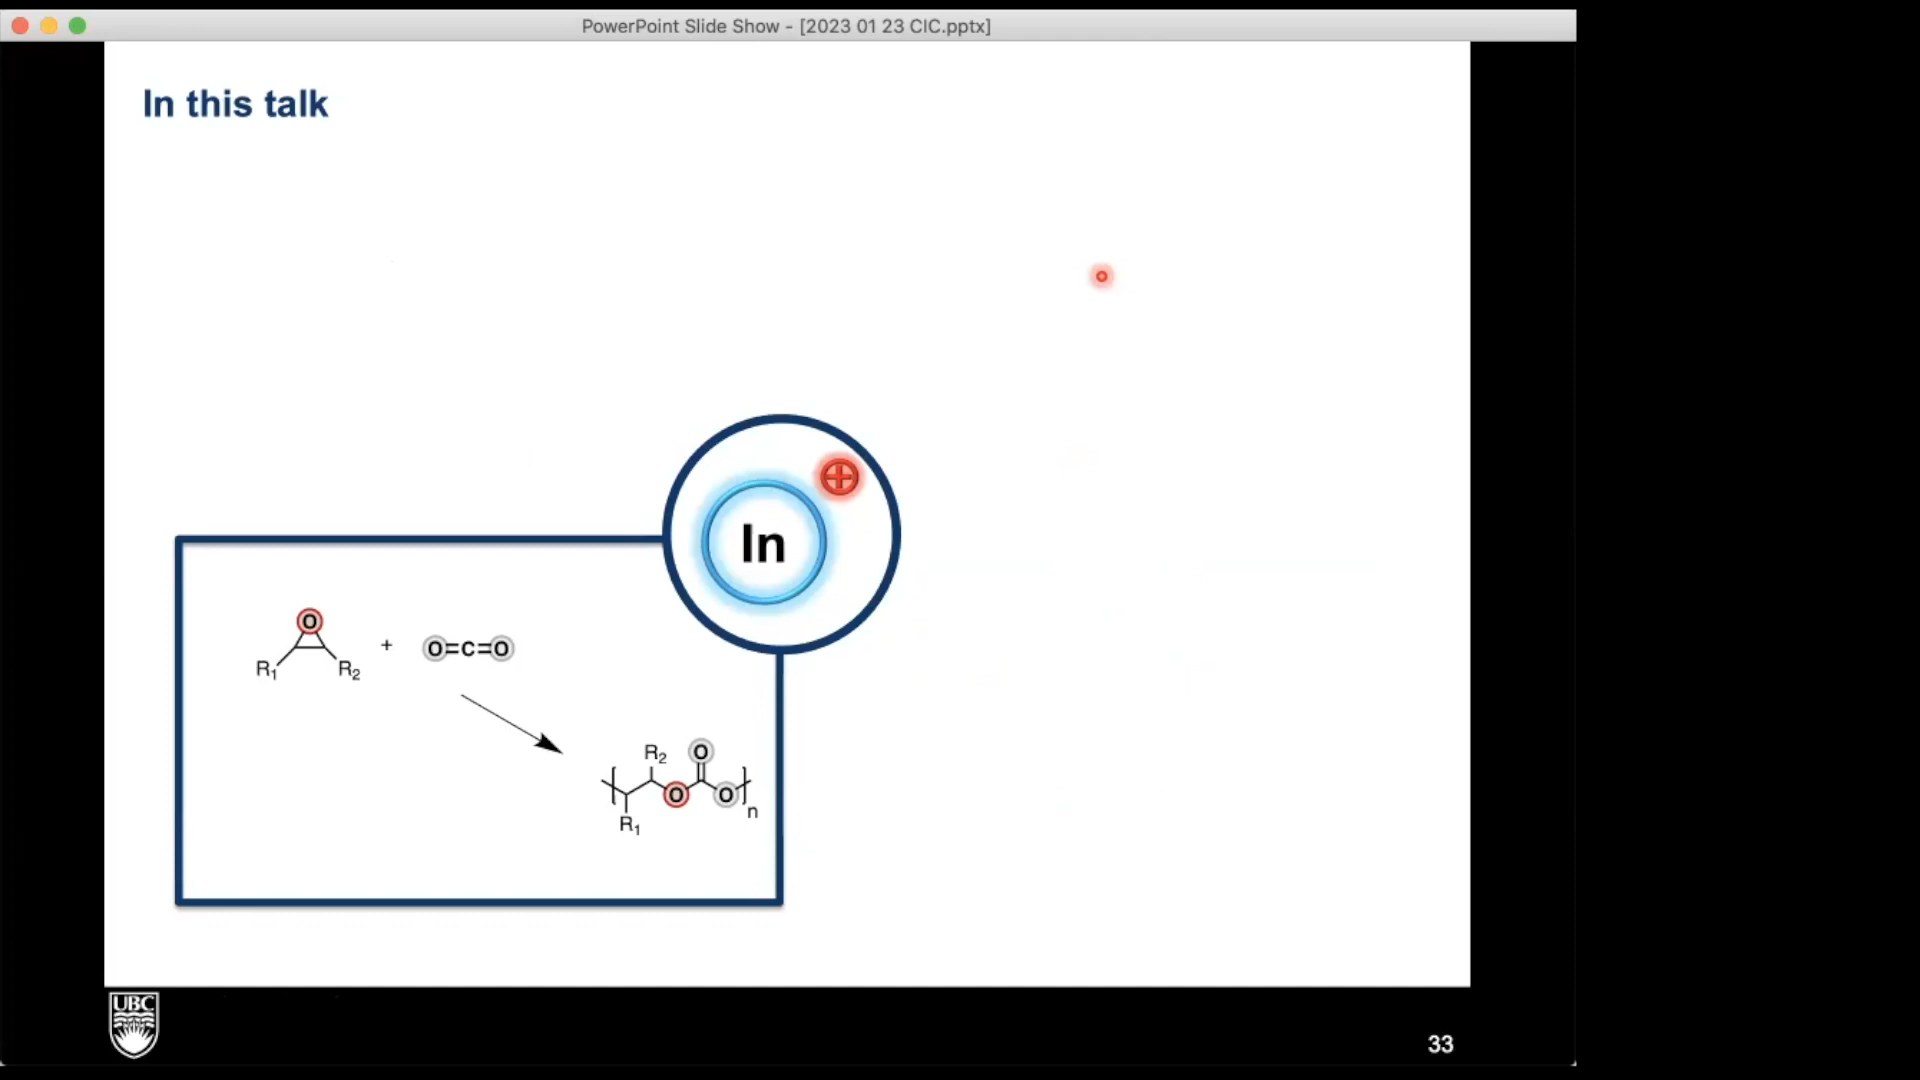 PowerPoint Slide Show - [2023 01 23 CIC.pptx]
In this talk
In
O
R1 R2
+
O=C=O
R2 O
O O
n
R1
UBC
33